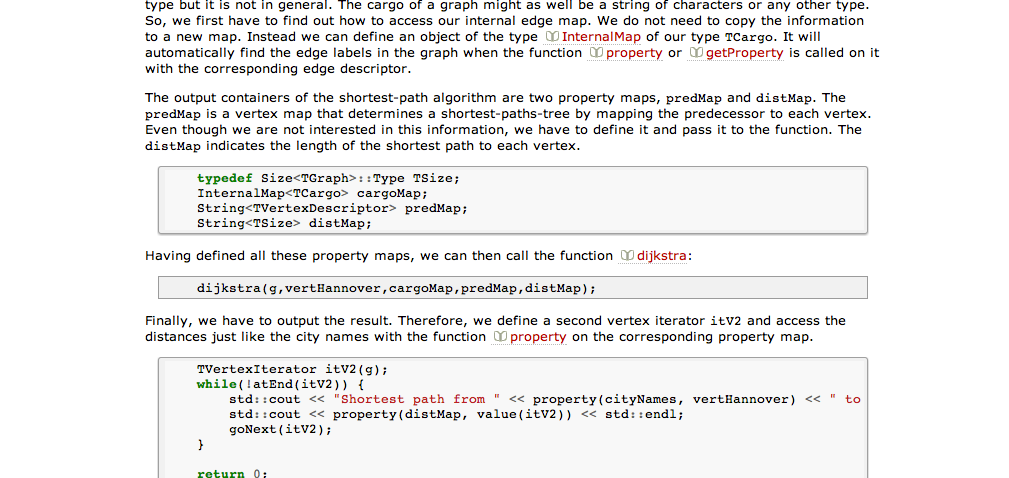 type but it is not in general. The cargo of a graph might as well be a string of characters or any other type.
So, we first have to find out how to access our internal edge map. We do not need to copy the information
to a new map. Instead we can define an object of the type InternalMap of our type TCargo. It will
automatically find the edge labels in the graph when the function property or getProperty is called on it
with the corresponding edge descriptor.
The output containers of the shortest-path algorithm are two property maps, predMap and distMap. The
predMap is a vertex map that determines a shortest-paths-tree by mapping the predecessor to each vertex.
Even though we are not interested in this information, we have to define it and pass it to the function. The
distMap indicates the length of the shortest path to each vertex.
typedef Size<TGraph>::Type TSize;
InternalMap<TCargo> cargoMap;
String<TVertexDescriptor> predMap;
String<TSize> distMap;
Having defined all these property maps, we can then call the function dijkstra:
dijkstra(g,vertHannover,cargoMap,predMap,distMap);
Finally, we have to output the result. Therefore, we define a second vertex iterator itV2 and access the
distances just like the city names with the function property on the corresponding property map.
TVertexIterator itV2(g);
while(!atEnd(itV2)) {
std::cout << "Shortest path from " << property(cityNames, vertHannover) << " to
std::cout << property(distMap, value(itV2)) << std::endl;
goNext(itV2);
}
return 0;